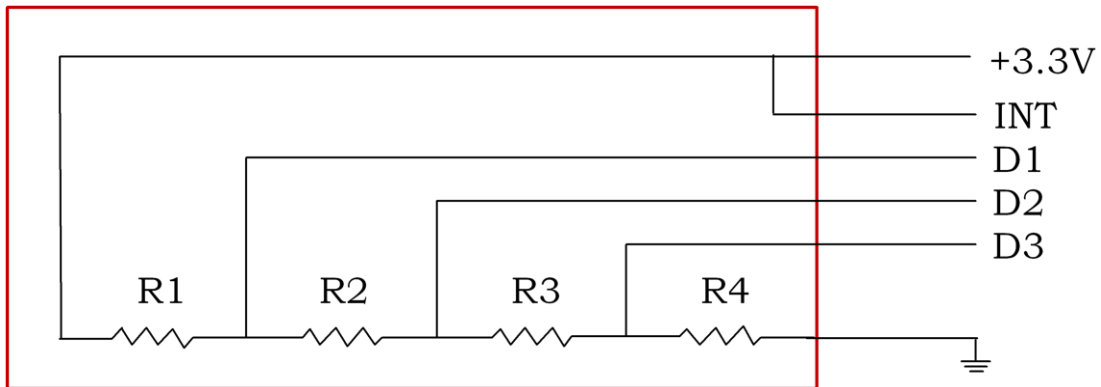 +3.3V
INT
D1
D2
D3
R1 R2 R3 R4